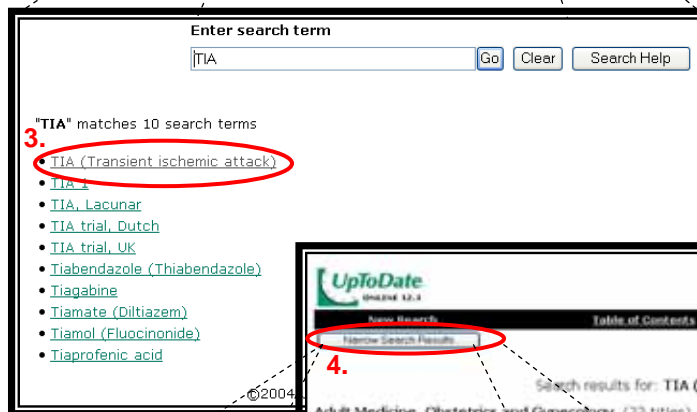 Enter search term
TIA Go Clear Search Help
"TIA" matches 10 search terms
3.
• TIA (Transient ischemic attack)
• TIA 1
• TIA, Lacunar
• TIA trial, Dutch
• TIA trial, UK
• Tiabendazole (Thiabendazole)
• Tiagabine
• Tiamate (Diltiazem)
• Tiamol (Fluocinonide)
• Tiaprofenic acid
©2004
UpToDate
ONLINE 12.3
New Search Table of Contents
Narrow Search Results
4.
Search results for: TIA (
Adult Medicine, Obstetrics and Gynecology (22 titles)